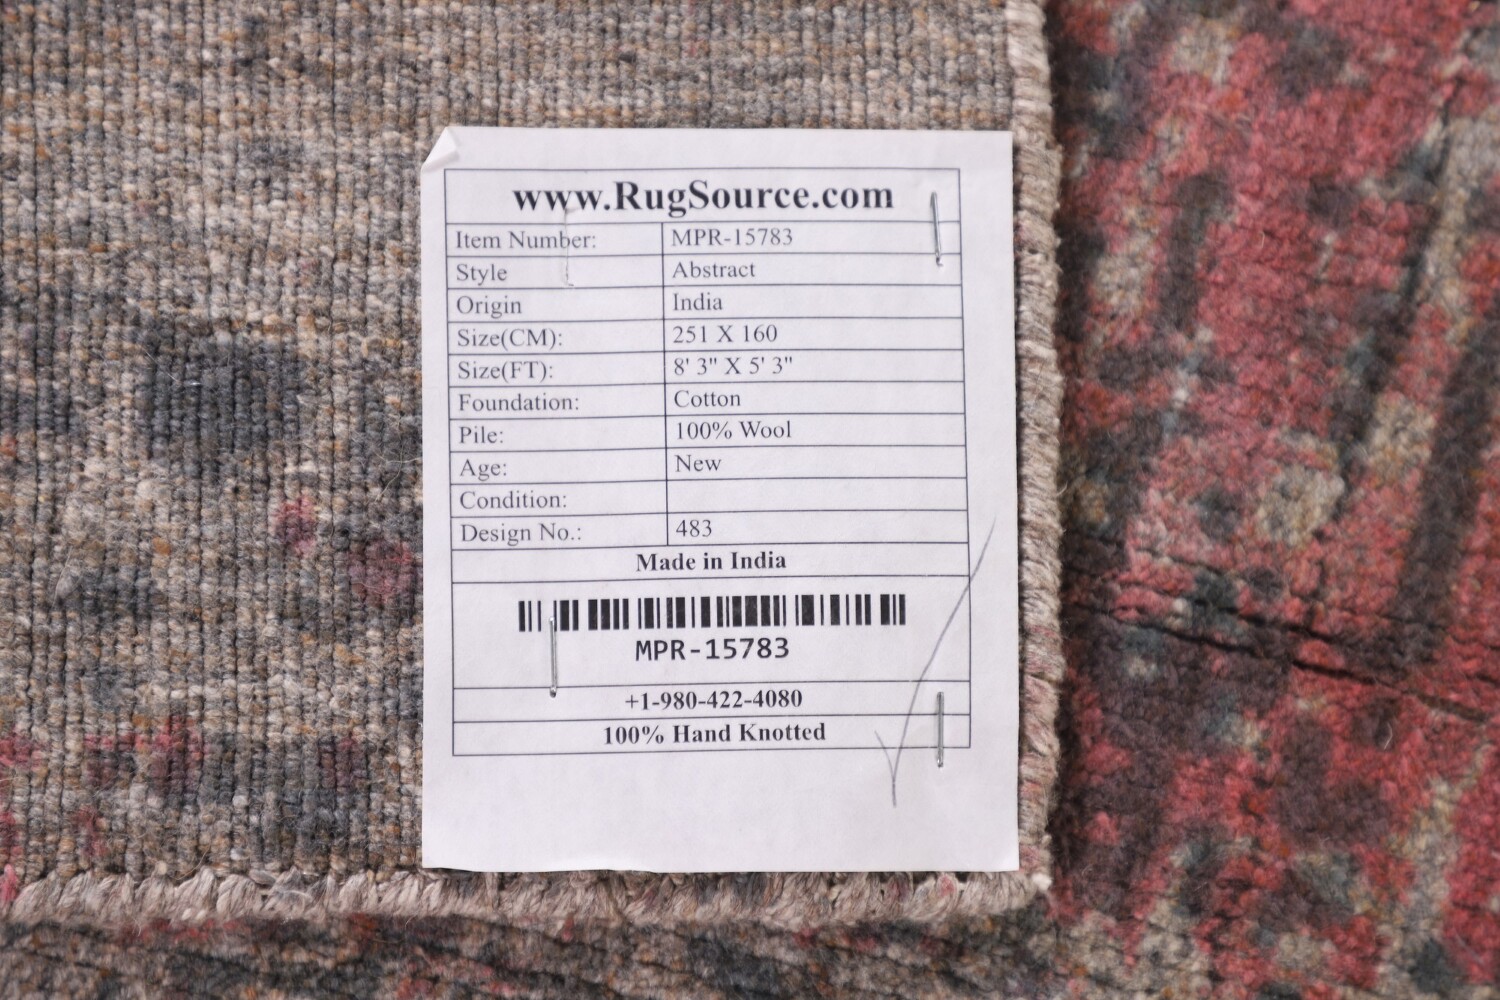 www.RugSource.com
Item Number: MPR-15783
Style Abstract
Origin India
Size(CM): 251 X 160
Size(FT): 8' 3" X 5' 3"
Foundation: Cotton
Pile: 100% Wool
Age: New
Condition:
Design No.: 483
Made in India
MPR-15783
+1-980-422-4080
100% Hand Knotted